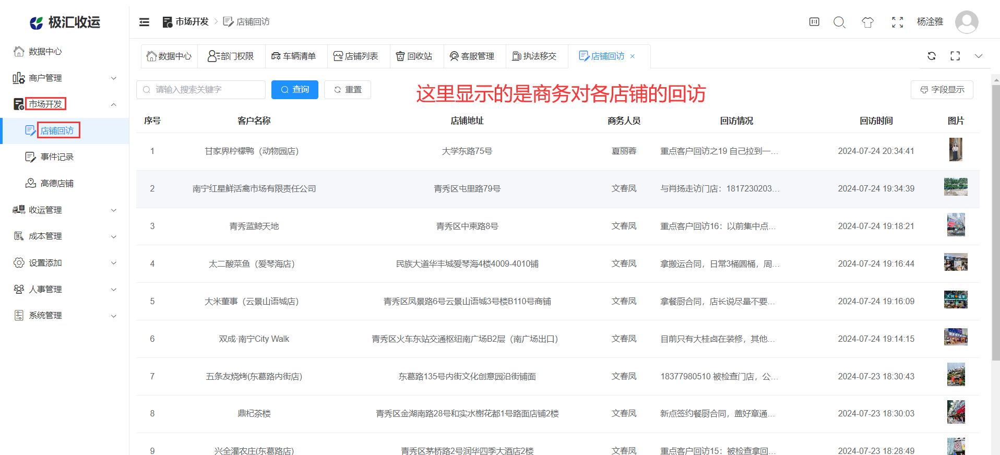 极汇收运
市场开发 > 店铺回访
杨淦雅
数据中心
商户管理
市场开发
店铺回访
事件记录
高德店铺
收运管理
成本管理
设置添加
人事管理
系统管理
数据中心 部门权限 车辆清单 店铺列表 回收站 客服管理 执法移交 店铺回访 ×
请输入搜索关键字 查询 重置 这里显示的是商务对各店铺的回访 字段显示
序号 客户名称 店铺地址 商务人员 回访情况 回访时间 图片
1 甘家界柠檬鸭（动物园店） 大学东路75号 夏丽蓉 重点客户回访之19 自己拉到一... 2024-07-24 20:34:41
2 南宁红星鲜活禽市场有限责任公司 青秀区屯里路79号 文春凤 与肖扬走访门店：1817230203... 2024-07-24 19:34:39
3 青秀蓝鲸天地 青秀区中柬路8号 文春凤 重点客户回访16：以前集中点... 2024-07-24 19:18:21
4 太二酸菜鱼（爱琴海店） 民族大道华丰城爱琴海4楼4009-4010铺 文春凤 拿搬运合同，日常3桶圆桶，周... 2024-07-24 19:16:44
5 大米董事（云景山语城店） 青秀区凤景路6号云景山语城3号楼B110号商铺 文春凤 拿餐厨合同，店长说尽量不要... 2024-07-24 19:16:09
6 双成·南宁City Walk 青秀区火车东站交通枢纽南广场B2层（南广场出口） 文春凤 目前只有大桂卤在装修，其他... 2024-07-24 19:14:15
7 五条友烧烤(东葛路内街店) 东葛路135号内街文化创意园沿街铺面 文春凤 18377980510 被检查门店，公... 2024-07-23 18:30:43
8 鼎杞茶楼 青秀区金湖南路28号和实水榭花都1号路面店铺2楼 文春凤 新点签约餐厨合同，盖好章通... 2024-07-23 18:30:03
9 兴全灌农庄(东葛路店) 青秀区茅桥路2号润华四季大酒店2楼 文春凤 重点客户回访15：被检查拿回... 2024-07-23 18:28:49